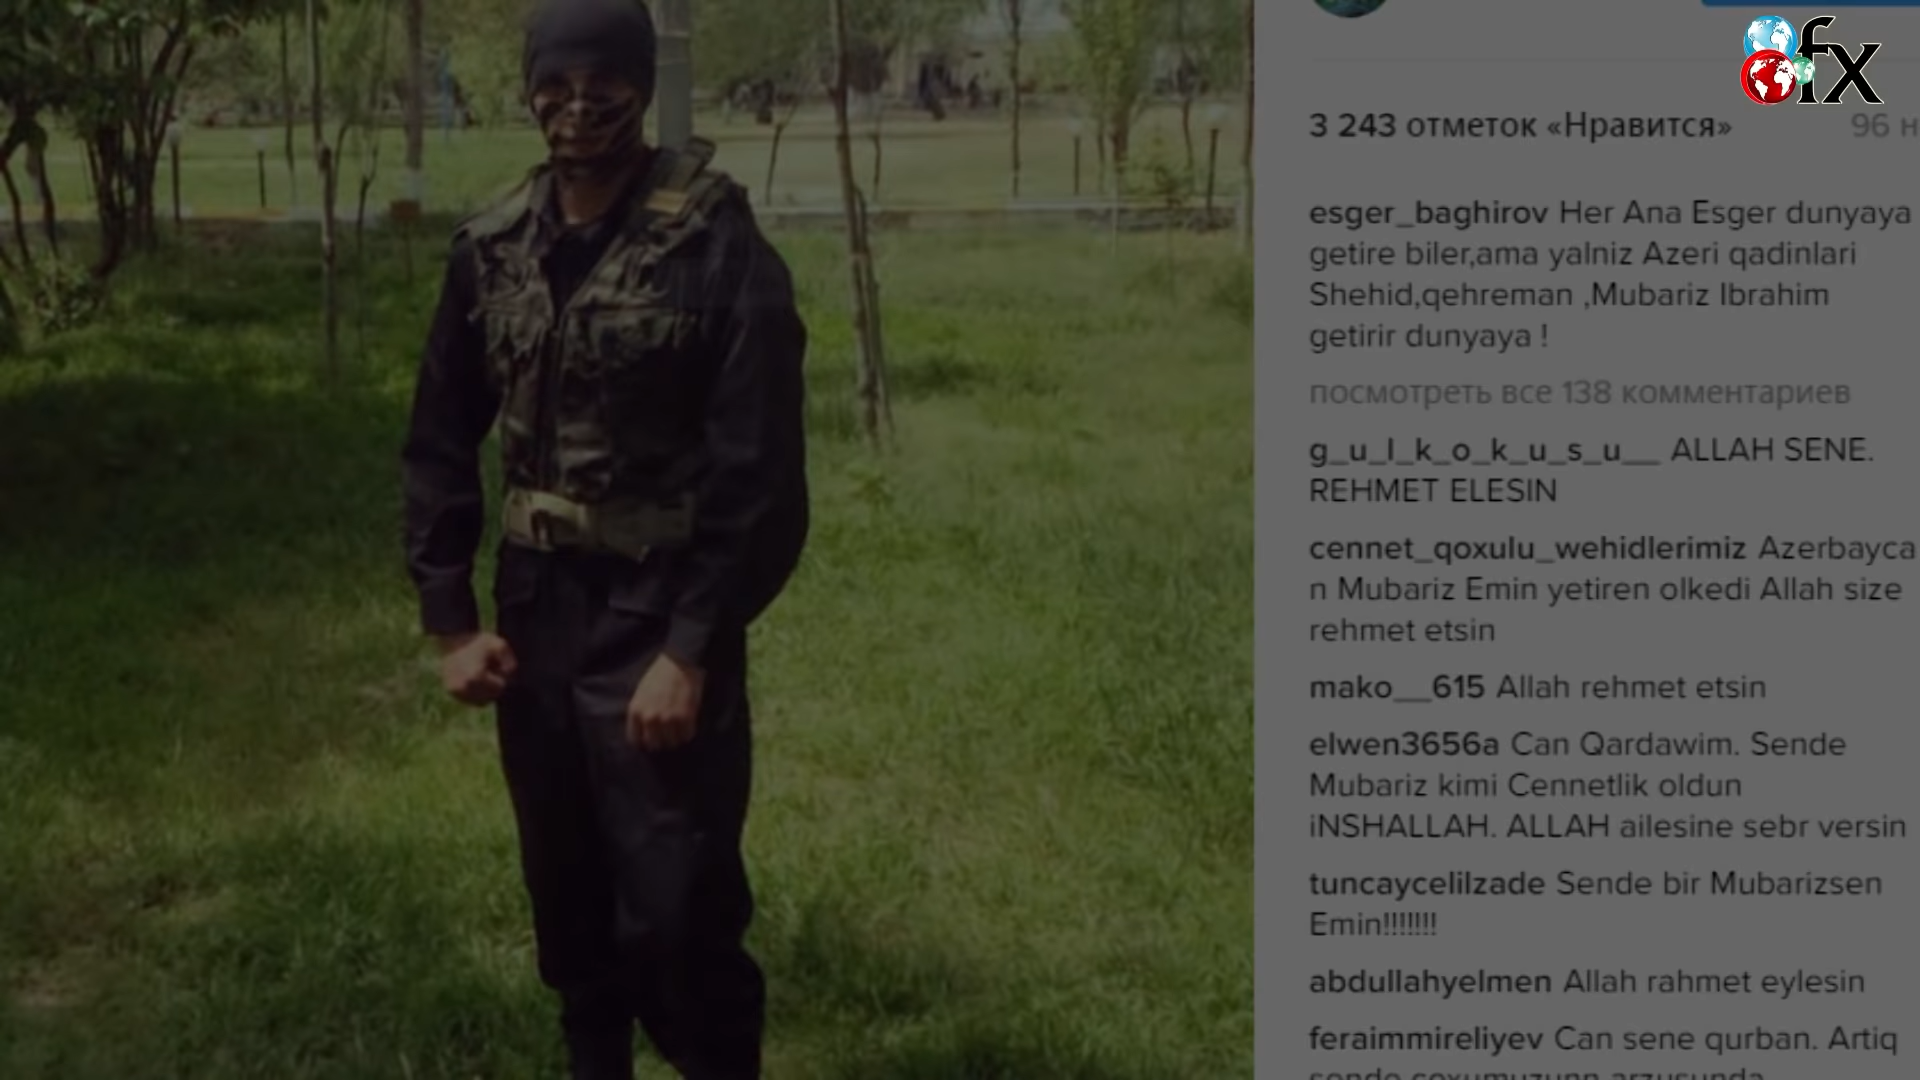 fx
3 243 отметок «Нравится»
96 н
esger_baghirov Her Ana Esger dunyaya
getire biler,ama yalniz Azeri qadinlari
Shehid,qehreman ,Mubariz Ibrahim
getirir dunyaya !
посмотреть все 138 комментариев
g_u_l_k_o_k_u_s_u__ ALLAH SENE.
REHMET ELESIN
cennet_qoxulu_wehidlerimiz Azerbayca
n Mubariz Emin yetiren olkedi Allah size
rehmet etsin
mako__615 Allah rehmet etsin
elwen3656a Can Qardawim. Sende
Mubariz kimi Cennetlik oldun
iNSHALLAH. ALLAH ailesine sebr versin
tuncaycelilzade Sende bir Mubarizsen
Emin!!!!!!!
abdullahyelmen Allah rahmet eylesin
feraimmireliyev Can sene qurban. Artiq